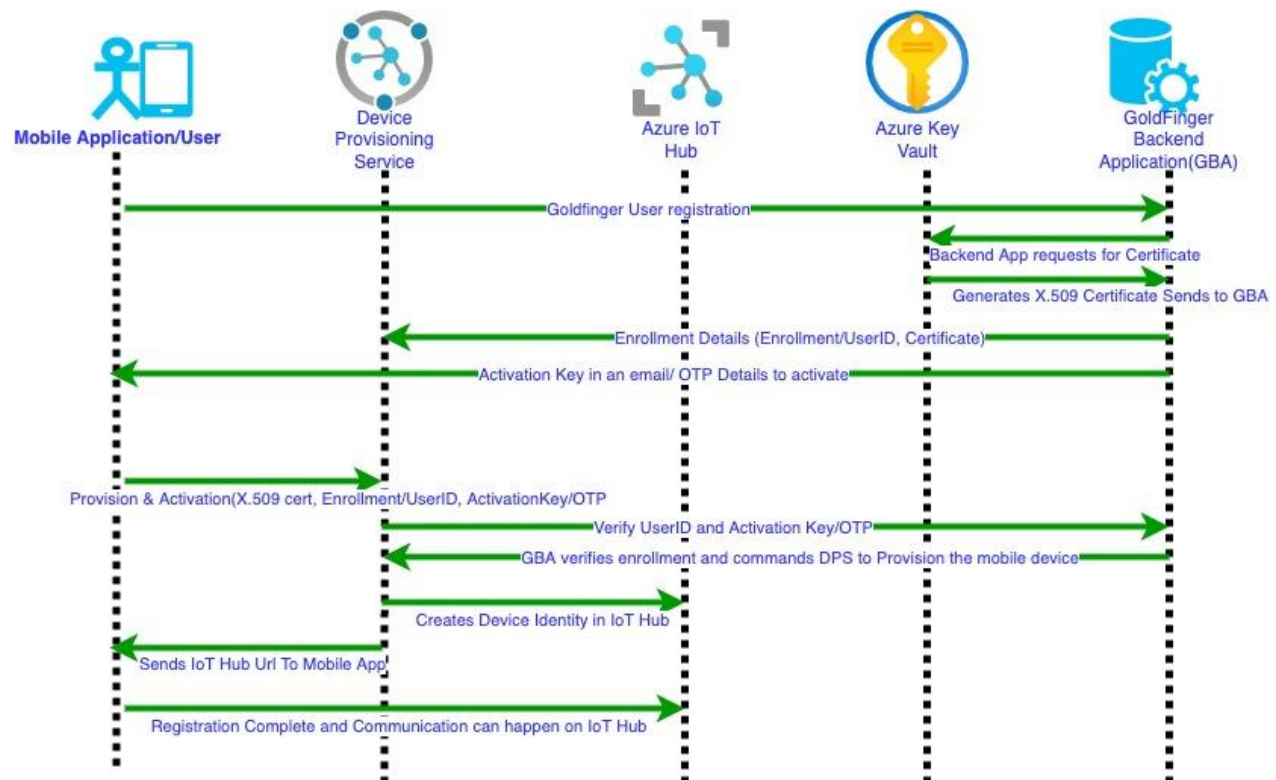 Mobile Application/User
Device
Provisioning
Service
Azure IoT
Hub
Azure Key
Vault
GoldFinger
Backend
Application(GBA)
Goldfinger User registration
Backend App requests for Certificate
Generates X.509 Certificate Sends to GBA
Enrollment Details (Enrollment/UserID, Certificate)
Activation Key in an email/ OTP Details to activate
Provision & Activation(X.509 cert, Enrollment/UserID, ActivationKey/OTP
Verify UserID and Activation Key/OTP
GBA verifies enrollment and commands DPS to Provision the mobile device
Creates Device Identity in IoT Hub
Sends IoT Hub Url To Mobile App
Registration Complete and Communication can happen on IoT Hub